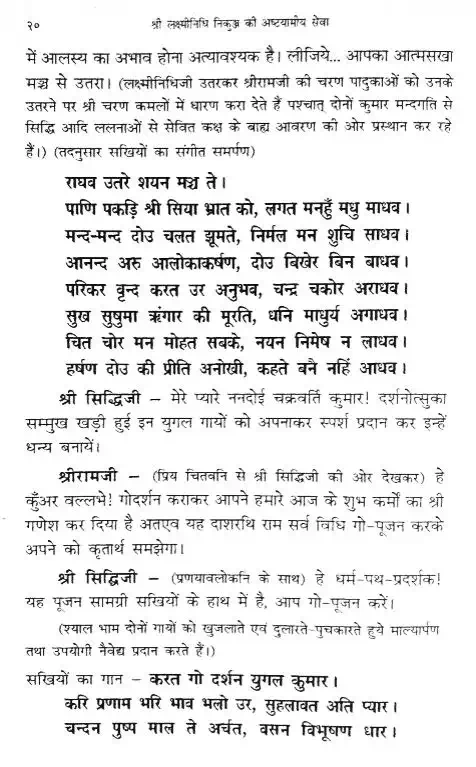 २० श्री लक्ष्मीनिधि निकुञ्ज की अष्टयामीय सेवा
में आलस्य का अभाव होना अत्यावश्यक है। लीजिये... आपका आत्मसखा
मञ्च से उतरा। (लक्ष्मीनिधिजी उतरकर श्रीरामजी की चरण पादुकाओं को उनके
उतरने पर श्री चरण कमलों में धारण करा देते हैं पश्चात् दोनों कुमार मन्दगति से
सिद्धि आदि ललनाओं से सेवित कक्ष के बाह्य आवरण की ओर प्रस्थान कर रहे
हैं।) (तदनुसार सखियों का संगीत समर्पण)
राघव उतरे शयन मञ्च ते।
पाणि पकड़ि श्री सिया भ्रात को, लगत मनहुँ मधु माधव।
मन्द-मन्द दोउ चलत झूमते, निर्मल मन शुचि साधव।
आनन्द अरु आलोकाकर्षण, दोउ बिखेर बिन बाधव।
परिकर वृन्द करत उर अनुभव, चन्द्र चकोर अराधव।
सुख सुषुमा श्रृंगार की मूरति, धनि माधुर्य अगाधव।
चित चोर मन मोहत सबके, नयन निमेष न लाधव।
हर्षण दोउ की प्रीति अनोखी, कहते बनै नहिं आधव।
श्री सिद्धिजी – मेरे प्यारे ननदोई चक्रवर्ति कुमार! दर्शनोत्सुका
सम्मुख खड़ी हुई इन युगल गायों को अपनाकर स्पर्श प्रदान कर इन्हें
धन्य बनायें।
श्रीरामजी – (प्रिय चितवनि से श्री सिद्धिजी की ओर देखकर) हे
कुँअर वल्लभे! गोदर्शन कराकर आपने हमारे आज के शुभ कर्मों का श्री
गणेश कर दिया है अतएव यह दाशरथि राम सर्व विधि गो-पूजन करके
अपने को कृतार्थ समझेगा।
श्री सिद्धिजी – (प्रणयावलोकनि के साथ) हे धर्म-पथ-प्रदर्शक!
यह पूजन सामग्री सखियों के हाथ में है, आप गो-पूजन करें।
(श्याल भाम दोनों गायों को खुजलाते एवं दुलारते-पुचकारते हुये माल्यार्पण
तथा उपयोगी नैवेद्य प्रदान करते हैं।)
सखियों का गान – करत गो दर्शन युगल कुमार।
करि प्रणाम भरि भाव भलो उर, सुहलावत अति प्यार।
चन्दन पुष्प माल ते अर्चत, वसन विभूषण धार।